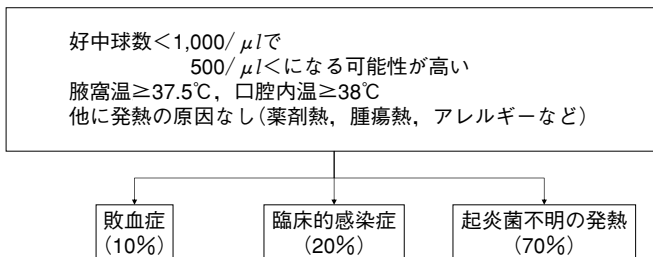 好中球数<1,000/μlで
500/μl<になる可能性が高い
腋窩温≧37.5℃，口腔内温≧38℃
他に発熱の原因なし(薬剤熱，腫瘍熱，アレルギーなど)
敗血症 臨床的感染症 起炎菌不明の発熱
(10%) (20%) (70%)